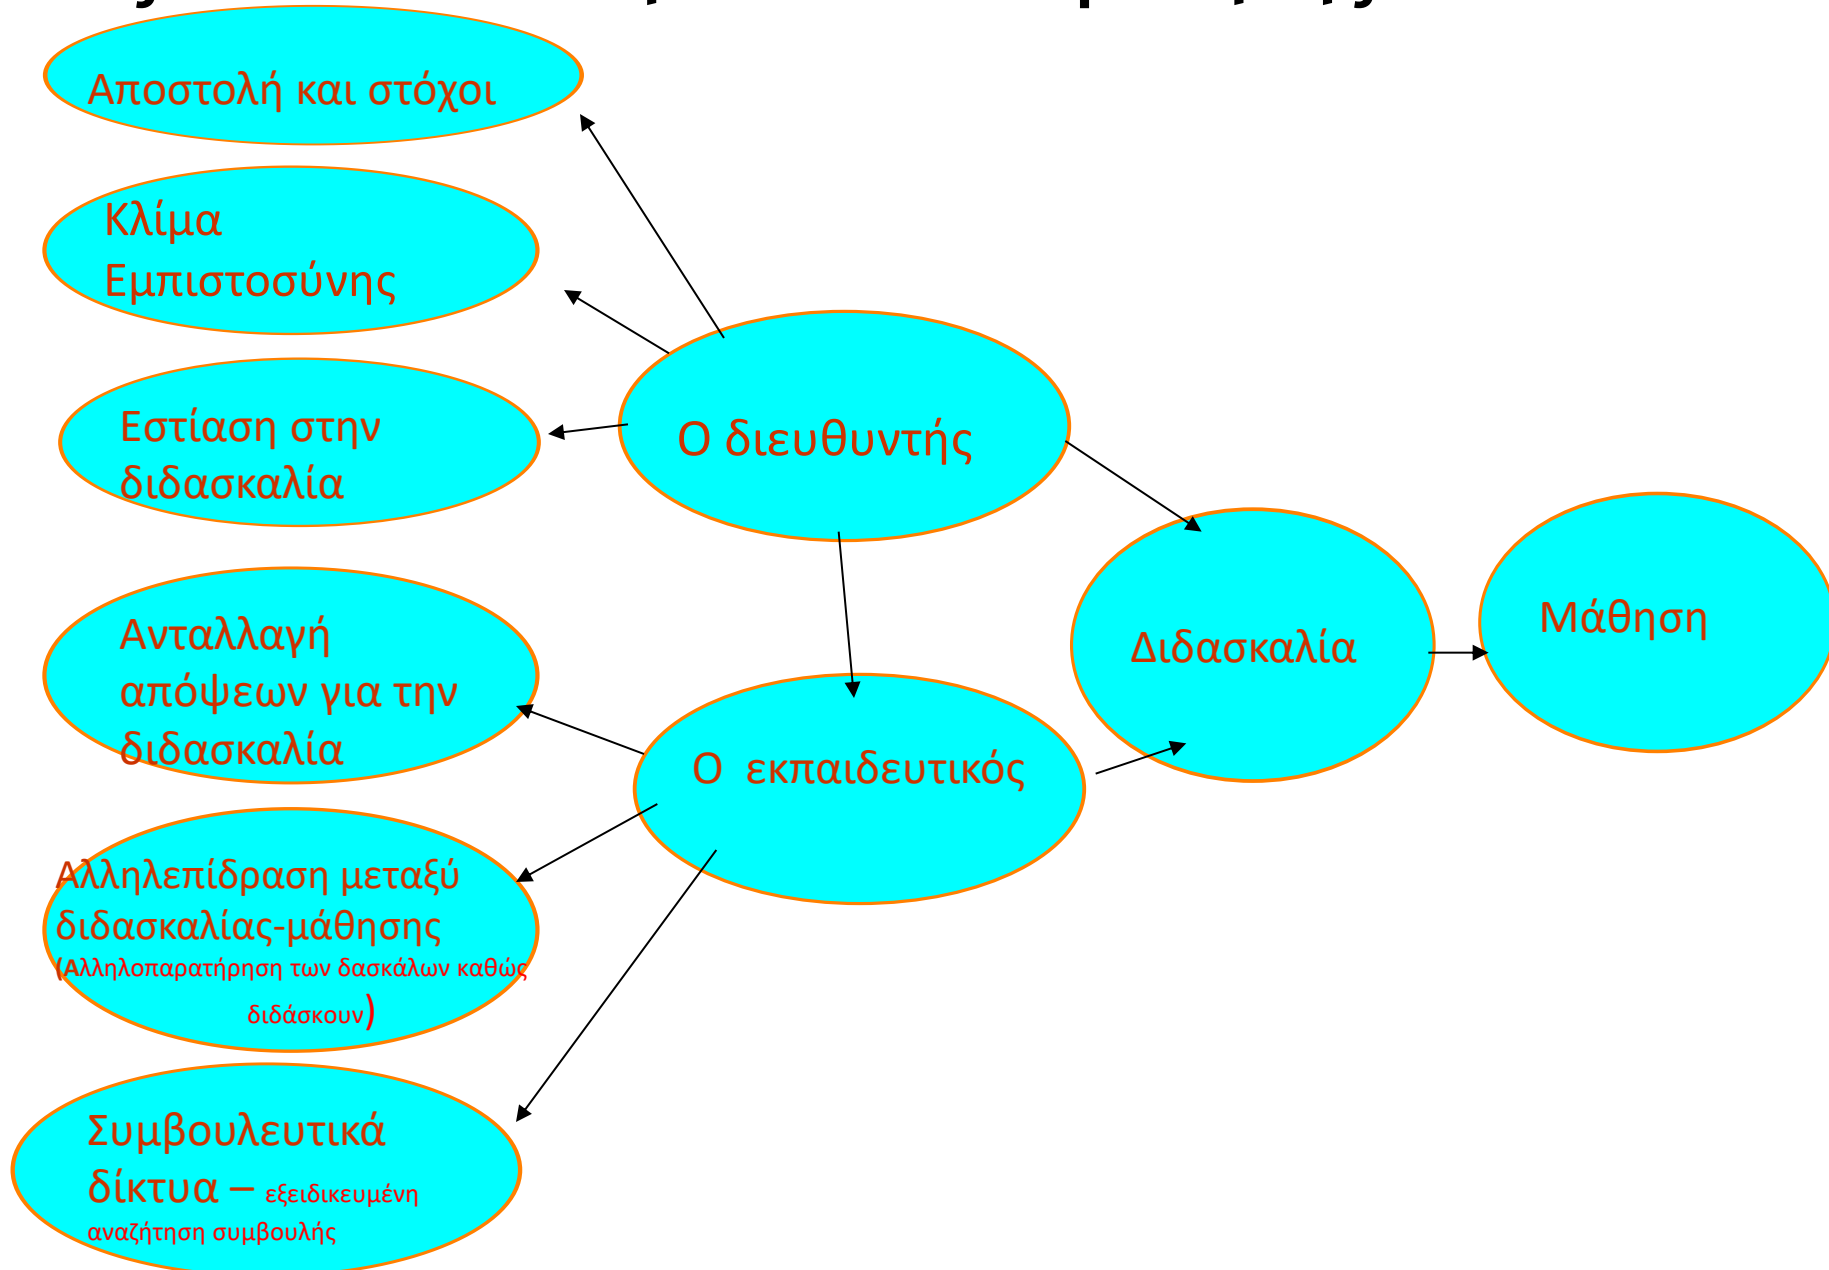 Αποστολή και στόχοι
Κλίμα
Εμπιστοσύνης
Εστίαση στην
διδασκαλία
Ο διευθυντής
Ανταλλαγή
απόψεων για την
διδασκαλία
Διδασκαλία
Μάθηση
Ο εκπαιδευτικός
Αλληλεπίδραση μεταξύ
διδασκαλίας-μάθησης
(Αλληλοπαρατήρηση των δασκάλων καθώς
διδάσκουν)
Συμβουλευτικά
δίκτυα – εξειδικευμένη
αναζήτηση συμβουλής